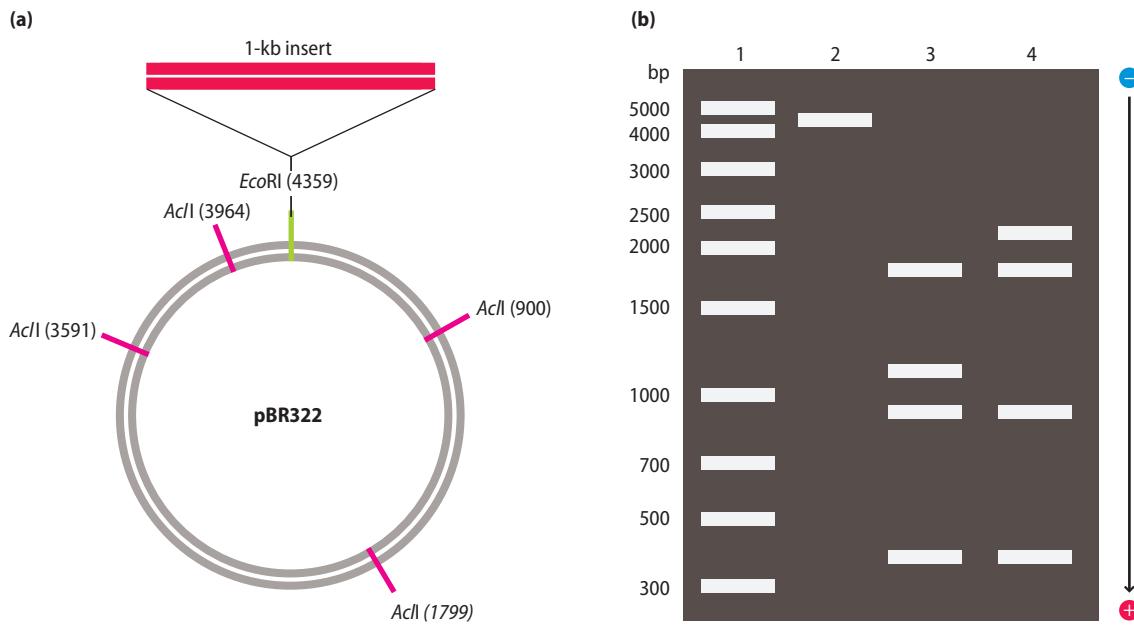 (a)
1-kb insert
EcoRI (4359)
AclI (3964)
AclI (900)
AclI (3591)
pBR322
AclI (1799)
(b)
1 2 3 4
bp
5000
4000
3000
2500
2000
1500
1000
700
500
300
−
+